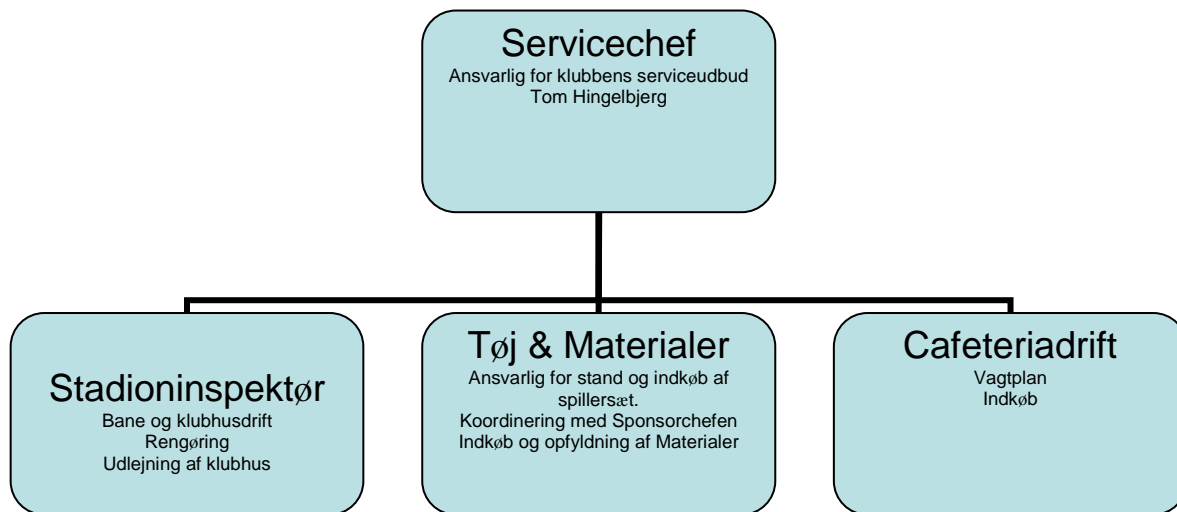 Servicechef
Ansvarlig for klubbens serviceudbud
Tom Hingelbjerg
Stadioninspektør
Bane og klubhusdrift
Rengøring
Udlejning af klubhus
Tøj & Materialer
Ansvarlig for stand og indkøb af
spillersæt.
Koordinering med Sponsorchefen
Indkøb og opfyldning af Materialer
Cafeteriadrift
Vagtplan
Indkøb